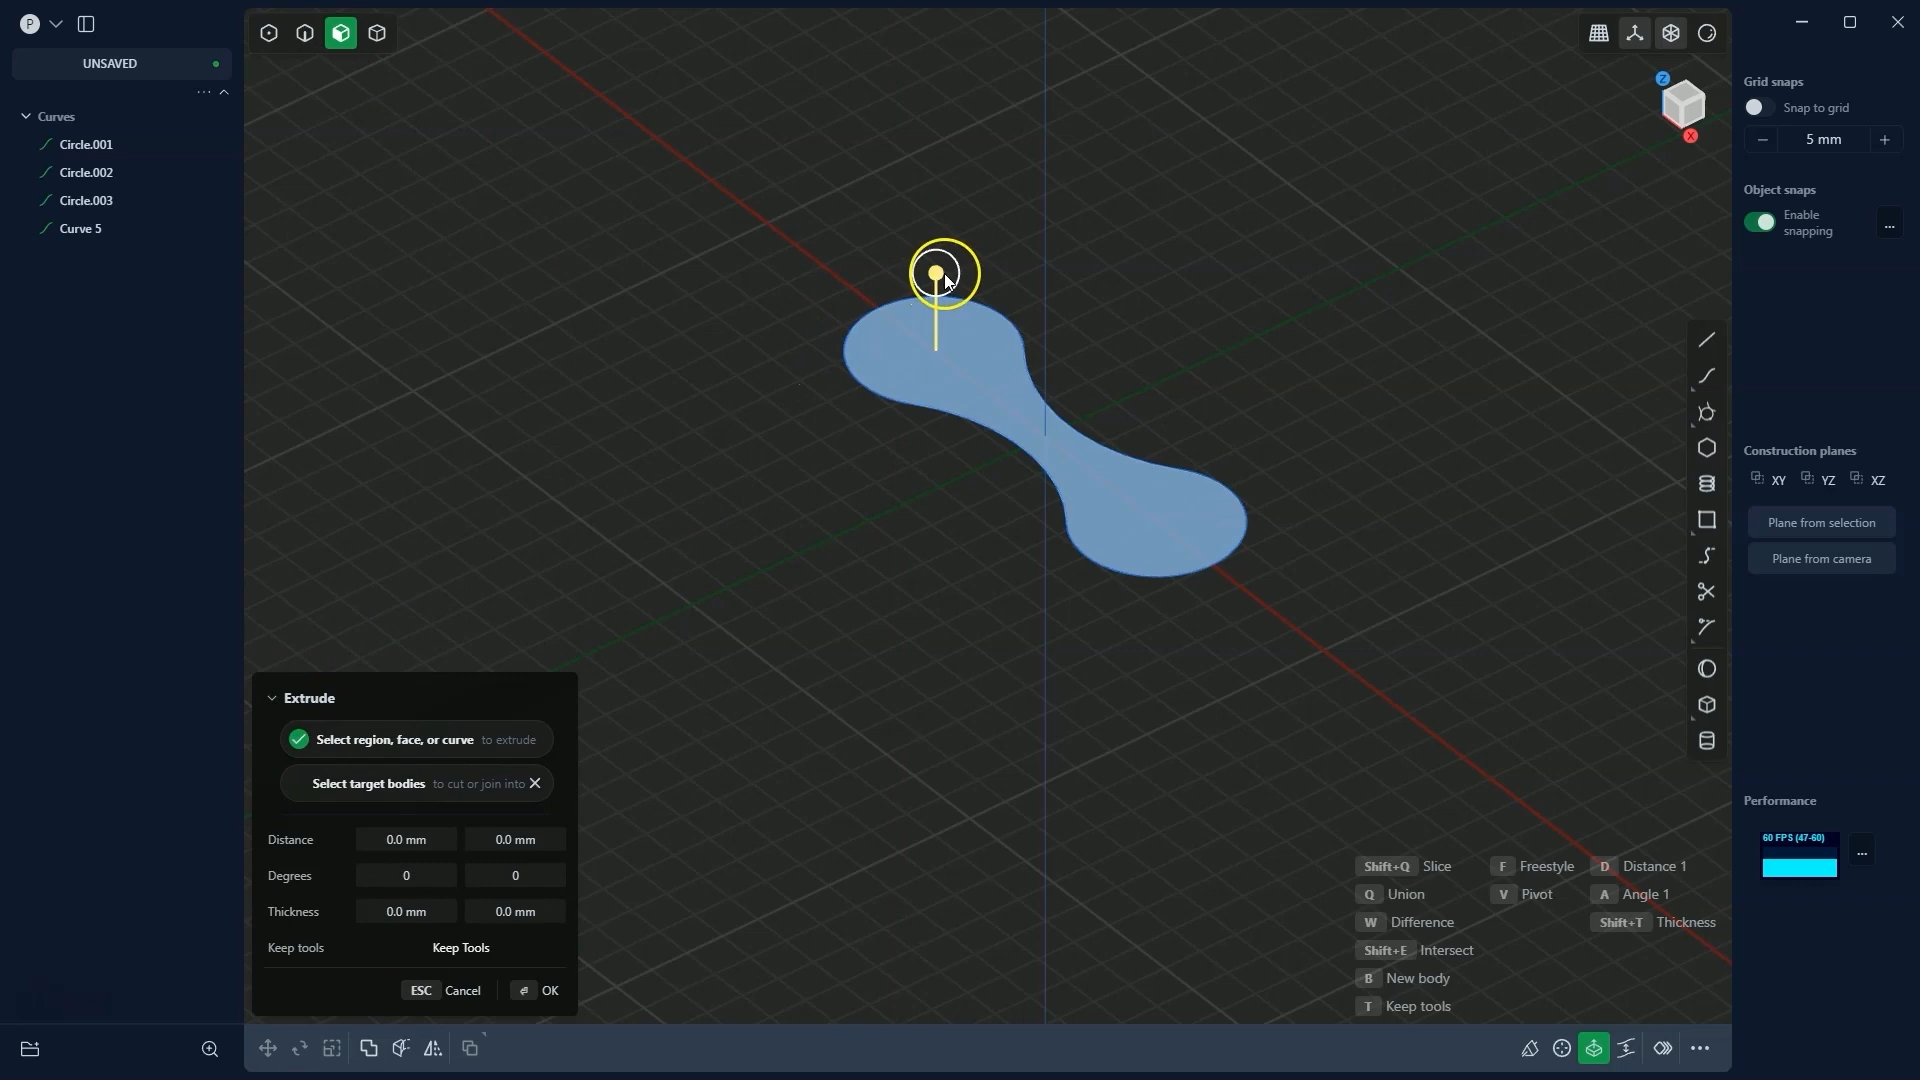 P
UNSAVED
...
Curves
Circle.001
Circle.002
Circle.003
Curve 5
Z
X
Grid snaps
Snap to grid
− 5 mm +
Object snaps
Enable
snapping
...
Construction planes
XY YZ XZ
Plane from selection
Plane from camera
Performance
60 FPS (47-60)
...
Extrude
Select region, face, or curve to extrude
Select target bodies to cut or join into
Distance 0.0 mm 0.0 mm
Degrees 0 0
Thickness 0.0 mm 0.0 mm
Keep tools Keep Tools
ESC Cancel OK
Shift+Q Slice F Freestyle D Distance 1
Q Union V Pivot A Angle 1
W Difference Shift+T Thickness
Shift+E Intersect
B New body
T Keep tools